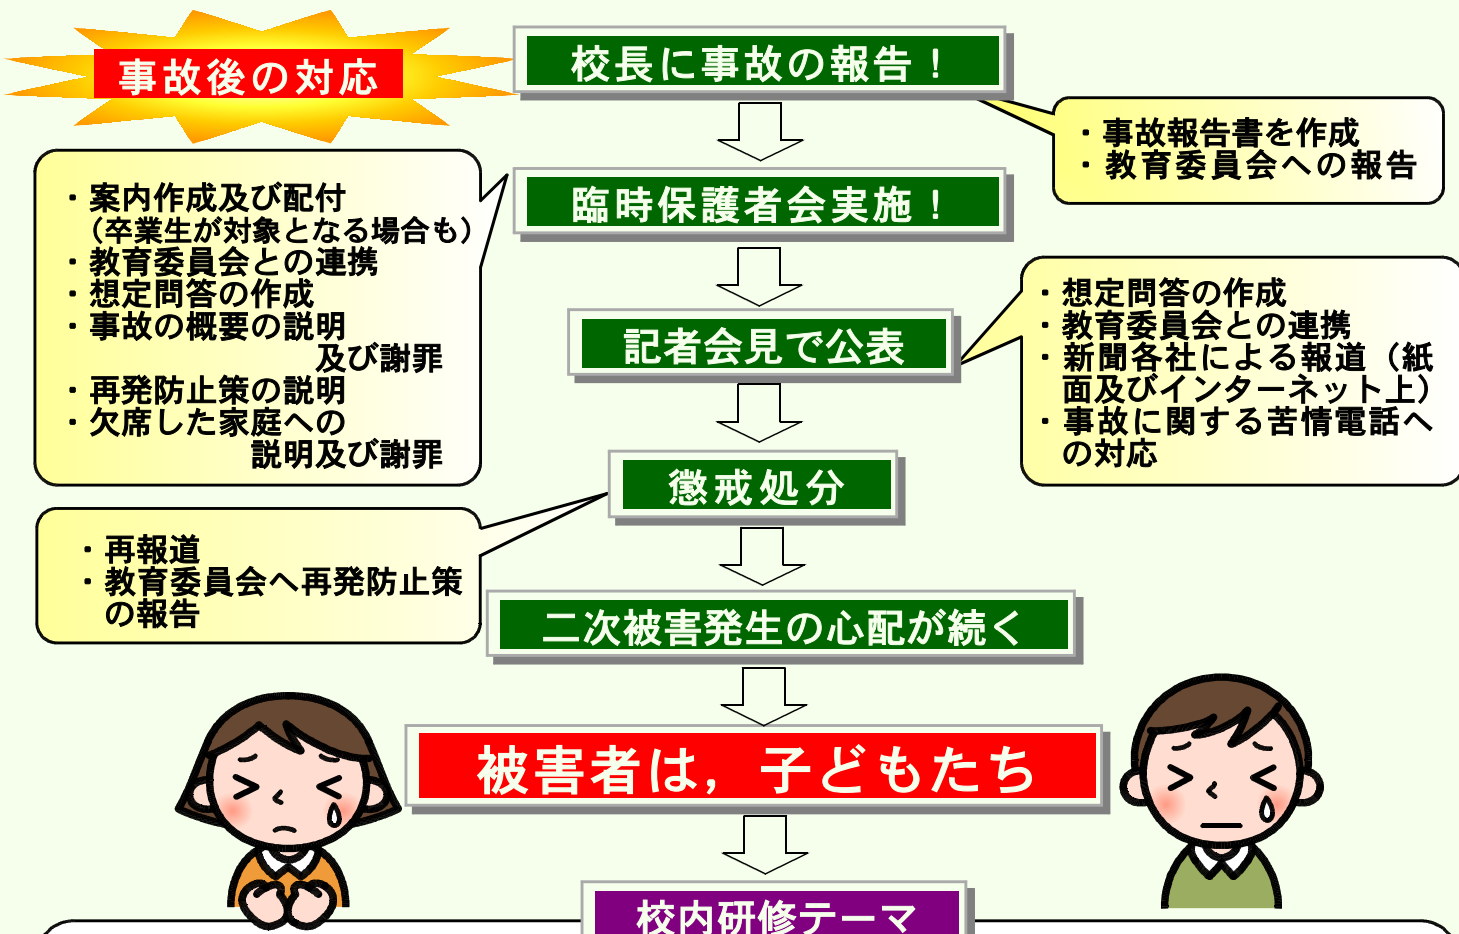 事故後の対応
校長に事故の報告！
・事故報告書を作成
・教育委員会への報告
臨時保護者会実施！
・案内作成及び配付
（卒業生が対象となる場合も）
・教育委員会との連携
・想定問答の作成
・事故の概要の説明
及び謝罪
・再発防止策の説明
・欠席した家庭への
説明及び謝罪
記者会見で公表
・想定問答の作成
・教育委員会との連携
・新聞各社による報道（紙
面及びインターネット上）
・事故に関する苦情電話へ
の対応
懲戒処分
・再報道
・教育委員会へ再発防止策
の報告
二次被害発生の心配が続く
被害者は，子どもたち
校内研修テーマ